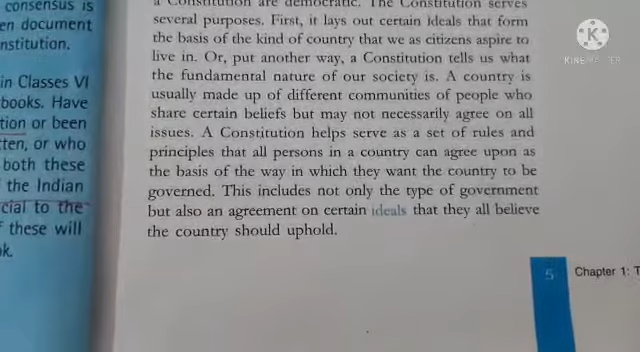 consensus is
en document
nstitution.
in Classes VI
books. Have
tion or been
ten, or who
both these
the Indian
cial to the
these will
k.
a Constitution are democratic. The Constitution serves
several purposes. First, it lays out certain ideals that form
the basis of the kind of country that we as citizens aspire to
live in. Or, put another way, a Constitution tells us what
the fundamental nature of our society is. A country is
usually made up of different communities of people who
share certain beliefs but may not necessarily agree on all
issues. A Constitution helps serve as a set of rules and
principles that all persons in a country can agree upon as
the basis of the way in which they want the country to be
governed. This includes not only the type of government
but also an agreement on certain ideals that they all believe
the country should uphold.
5
Chapter 1: T
K
KINEMASTER